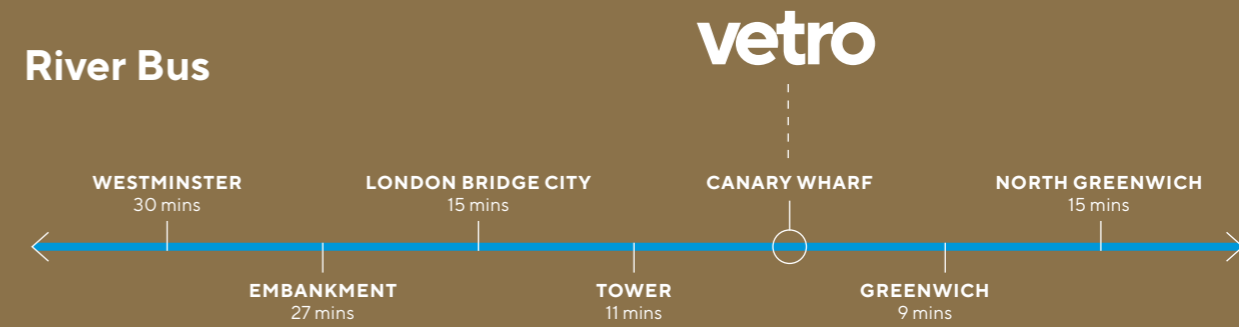 River Bus
vetro
WESTMINSTER
30 mins
LONDON BRIDGE CITY
15 mins
CANARY WHARF
NORTH GREENWICH
15 mins
EMBANKMENT
27 mins
TOWER
11 mins
GREENWICH
9 mins